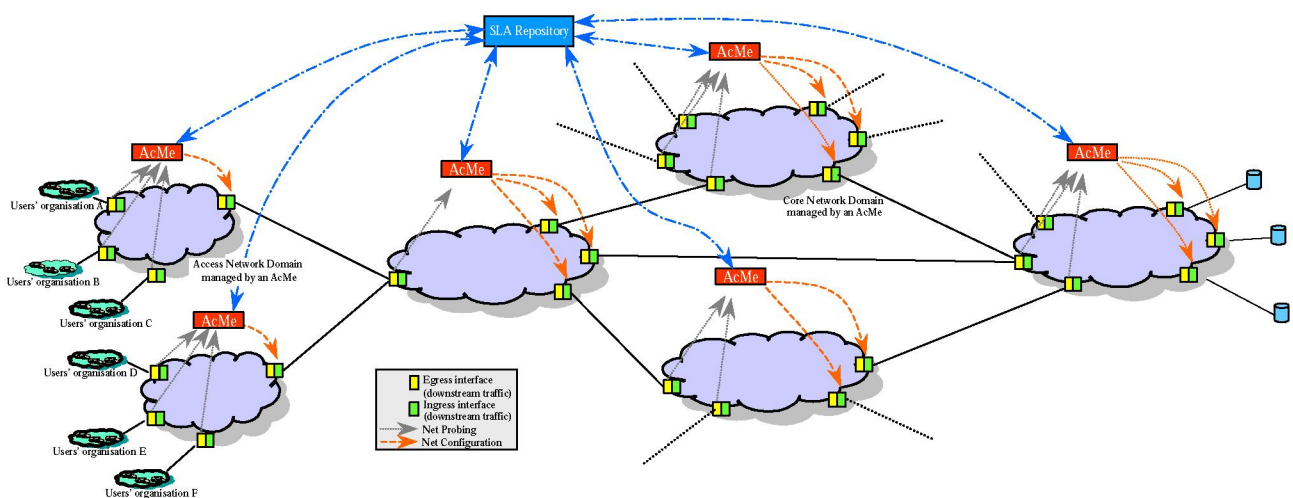 SLA Repository
AcMe
AcMe
AcMe
AcMe
Users' organisation A
Core Network Domain
managed by an AcMe
Users' organisation B
Access Network Domain
managed by an AcMe
AcMe
Users' organisation C
AcMe
Users' organisation D
Egress interface
(downstream traffic)
Ingress interface
(downstream traffic)
Net Probing
Net Configuration
Users' organisation E
Users' organisation F